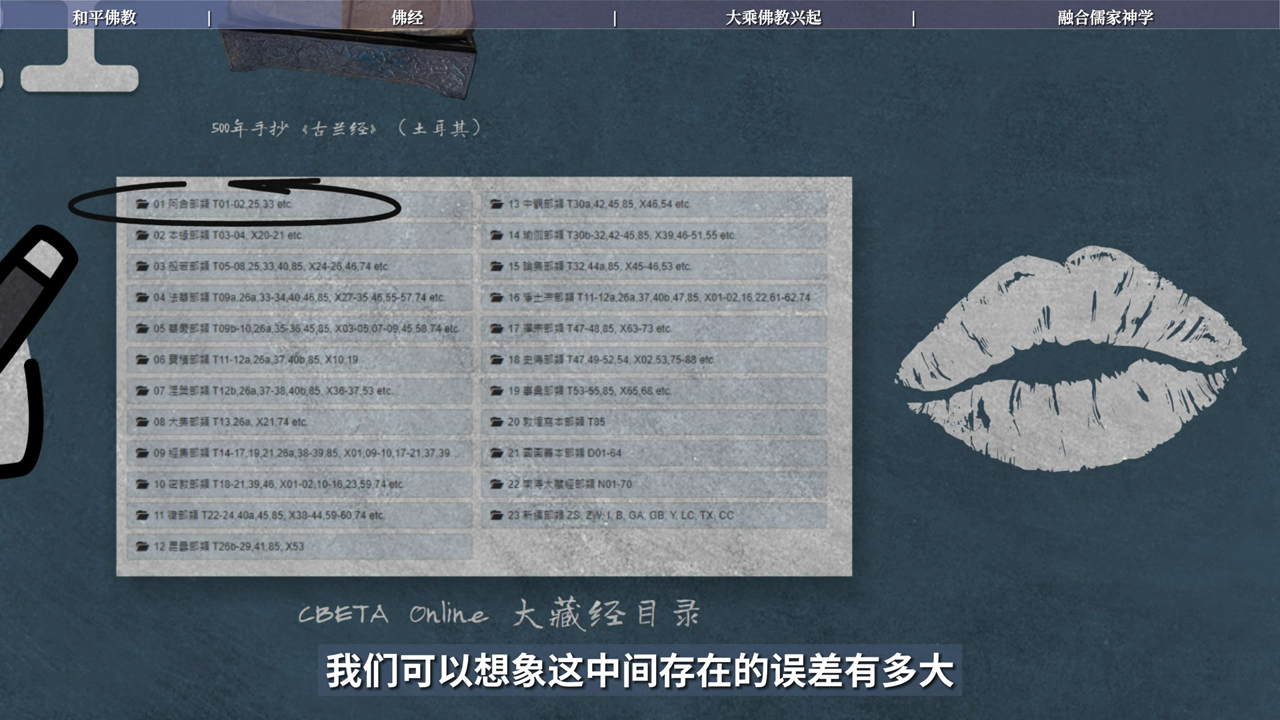 和平佛教 | 佛经 | 大乘佛教兴起 | 融合儒家神学
500年手抄《古兰经》（土耳其）
01 阿含部類 T01-02,25,33 etc.
02 本緣部類 T03-04, X20-21 etc.
03 般若部類 T05-08,25,33,40,85, X24-26,46,74 etc.
04 法華部類 T09a,26a,33-34,40,46,85, X27-35,46,55-57,74 etc.
05 華嚴部類 T09b-10,26a,35-36,45,85, X03-05,07-09,45,58,74 etc.
06 寶積部類 T11-12a,26a,37,40b,85, X10,19
07 涅槃部類 T12b,26a,37-38,40b,85, X36-37,53 etc.
08 大集部類 T13,26a, X21,74 etc.
09 經集部類 T14-17,19,21,26a,38-39,85, X01,09-10,17-21,37,39...
10 密教部類 T18-21,39,46, X01-02,10-16,23,59,74 etc.
11 律部類 T22-24,40a,45,85, X38-44,59-60,74 etc.
12 毘曇部類 T26b-29,41,85, X53
13 中觀部類 T30a,42,45,85, X46,54 etc.
14 瑜伽部類 T30b-32,42-45,85, X39,46-51,55 etc.
15 論集部類 T32,44a,85, X45-46,53 etc.
16 淨土宗部類 T11-12a,26a,37,40b,47,85, X01-02,16,22,61-62,74
17 禪宗部類 T47-48,85, X63-73 etc.
18 史傳部類 T47,49-52,54, X02,53,75-88 etc
19 事彙部類 T53-55,85, X65,68 etc.
20 敦煌寫本部類 T85
21 國圖善本部類 D01-64
22 南傳大藏經部類 N01-70
23 新編部類 ZS, ZW, I, B, GA, GB, Y, LC, TX, CC
CBETA Online 大藏经目录
我们可以想象这中间存在的误差有多大